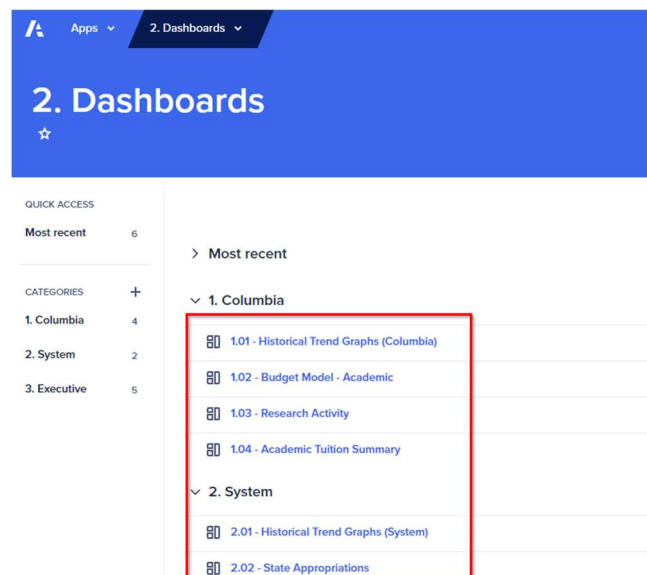 Apps
2. Dashboards
2. Dashboards
QUICK ACCESS
Most recent 6
CATEGORIES +
1. Columbia 4
2. System 2
3. Executive 5
Most recent
1. Columbia
1.01 - Historical Trend Graphs (Columbia)
1.02 - Budget Model - Academic
1.03 - Research Activity
1.04 - Academic Tuition Summary
2. System
2.01 - Historical Trend Graphs (System)
2.02 - State Appropriations